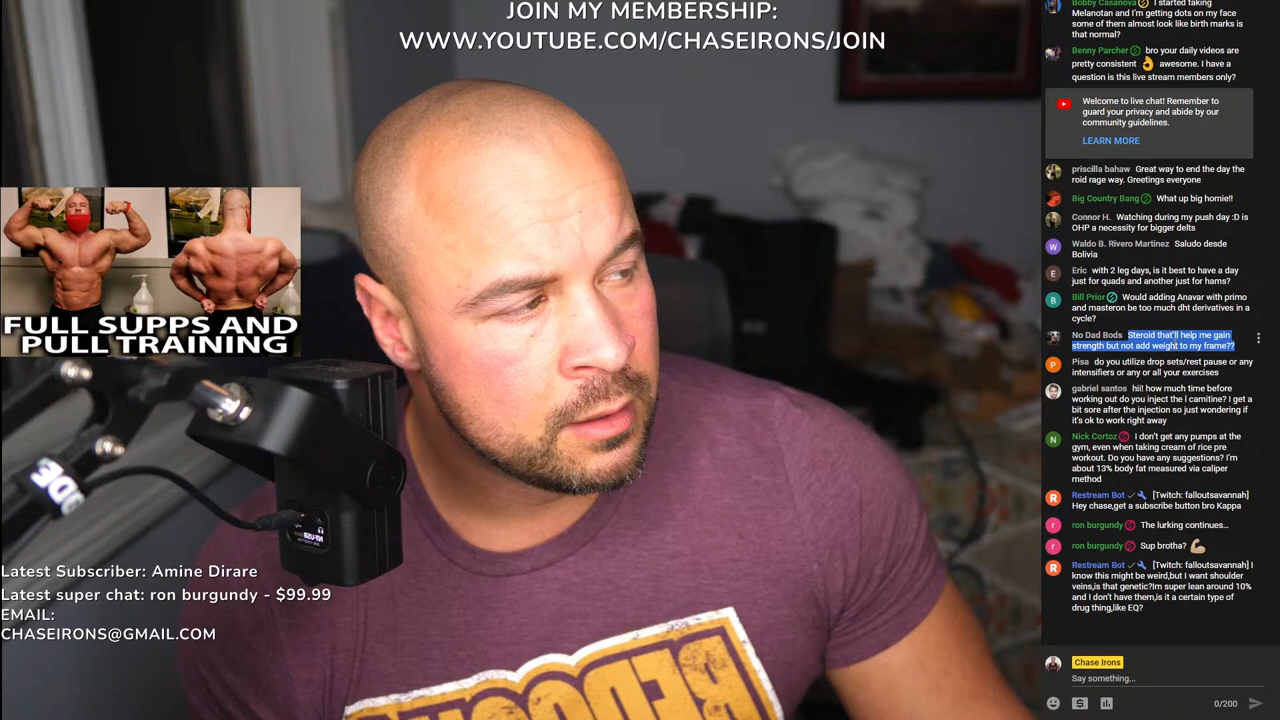 JOIN MY MEMBERSHIP:
WWW.YOUTUBE.COM/CHASEIRONS/JOIN
FULL SUPPS AND
PULL TRAINING
Latest Subscriber: Amine Dirare
Latest super chat: ron burgundy - $99.99
EMAIL:
CHASEIRONS@GMAIL.COM
Bobby Casanova I started taking
Melanotan and I'm getting dots on my face
some of them almost look like birth marks is
that normal?
Benny Parcher bro your daily videos are
pretty consistent 👌 awesome. I have a
question is this live stream members only?
Welcome to live chat! Remember to
guard your privacy and abide by our
community guidelines.
LEARN MORE
priscilla bahaw Great way to end the day the
roid rage way. Greetings everyone
Big Country Bang What up big homie!!
Connor H. Watching during my push day :D is
OHP a necessity for bigger delts
W Waldo B. Rivero Martinez Saludo desde
Bolivia
E Eric with 2 leg days, is it best to have a day
just for quads and another just for hams?
B Bill Prior Would adding Anavar with primo
and masteron be too much dht derivatives in a
cycle?
No Dad Bods Steroid that'll help me gain
strength but not add weight to my frame??
P Pisa do you utilize drop sets/rest pause or any
intensifiers or any or all your exercises
gabriel santos hii! how much time before
working out do you inject the l carnitine? I get a
bit sore after the injection so just wondering if
it's ok to work right away
N Nick Cortoz I don't get any pumps at the
gym, even when taking cream of rice pre
workout. Do you have any suggestions? I'm
about 13% body fat measured via caliper
method
R Restream Bot [Twitch: falloutsavannah]
Hey chase,get a subscribe button bro Kappa
r ron burgundy The lurking continues...
r ron burgundy Sup brotha? 💪🏼
R Restream Bot [Twitch: falloutsavannah] I
know this might be weird,but I want shoulder
veins,is that genetic?Im super lean around 10%
and I don't have them,is it a certain type of
drug thing,like EQ?
Chase Irons
Say something...
0/200